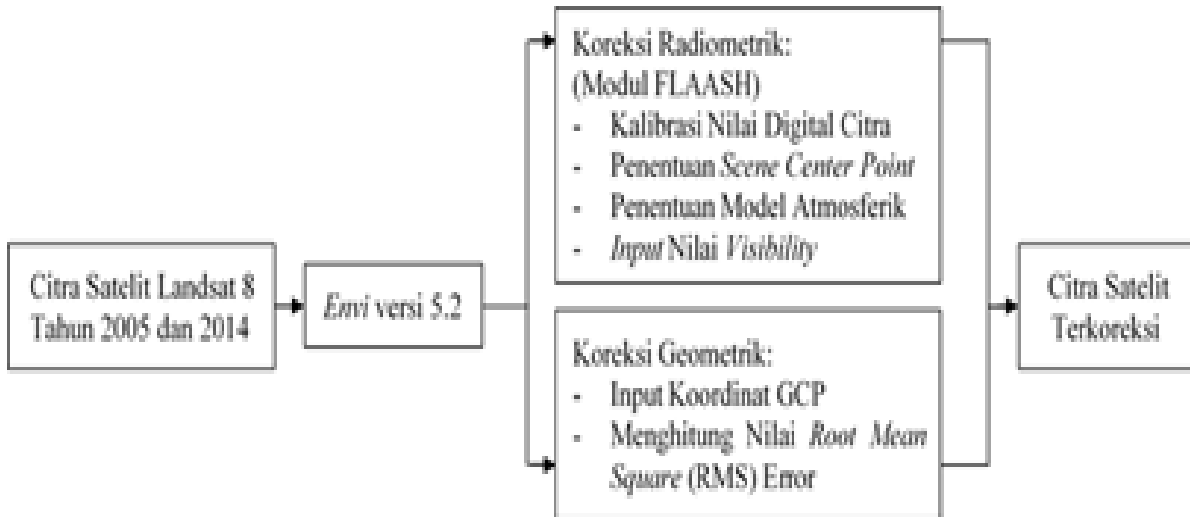 Citra Satelit Landsat 8
Tahun 2005 dan 2014
Envi versi 5.2
Koreksi Radiometrik:
(Modul FLAASH)
- Kalibrasi Nilai Digital Citra
- Penentuan Scene Center Point
- Penentuan Model Atmosferik
- Input Nilai Visibility
Koreksi Geometrik:
- Input Koordinat GCP
- Menghitung Nilai Root Mean
Square (RMS) Error
Citra Satelit
Terkoreksi